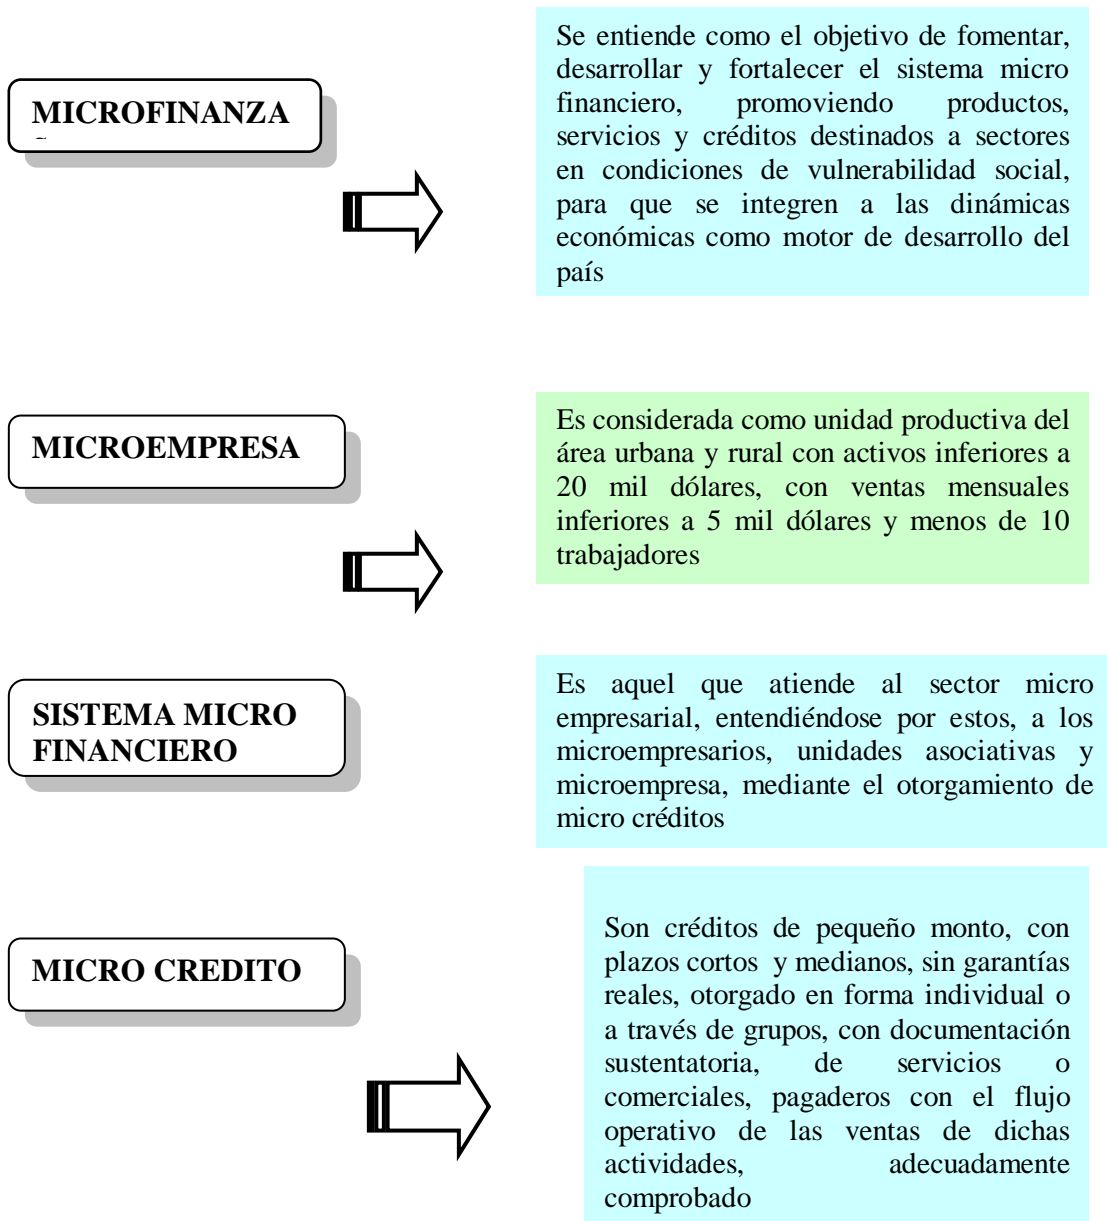 MICROFINANZA
Se entiende como el objetivo de fomentar,
desarrollar y fortalecer el sistema micro
financiero, promoviendo productos,
servicios y créditos destinados a sectores
en condiciones de vulnerabilidad social,
para que se integren a las dinámicas
económicas como motor de desarrollo del
país
MICROEMPRESA
Es considerada como unidad productiva del
área urbana y rural con activos inferiores a
20 mil dólares, con ventas mensuales
inferiores a 5 mil dólares y menos de 10
trabajadores
SISTEMA MICRO
FINANCIERO
Es aquel que atiende al sector micro
empresarial, entendiéndose por estos, a los
microempresarios, unidades asociativas y
microempresa, mediante el otorgamiento de
micro créditos
MICRO CREDITO
Son créditos de pequeño monto, con
plazos cortos y medianos, sin garantías
reales, otorgado en forma individual o
a través de grupos, con documentación
sustentatoria, de servicios o
comerciales, pagaderos con el flujo
operativo de las ventas de dichas
actividades, adecuadamente
comprobado